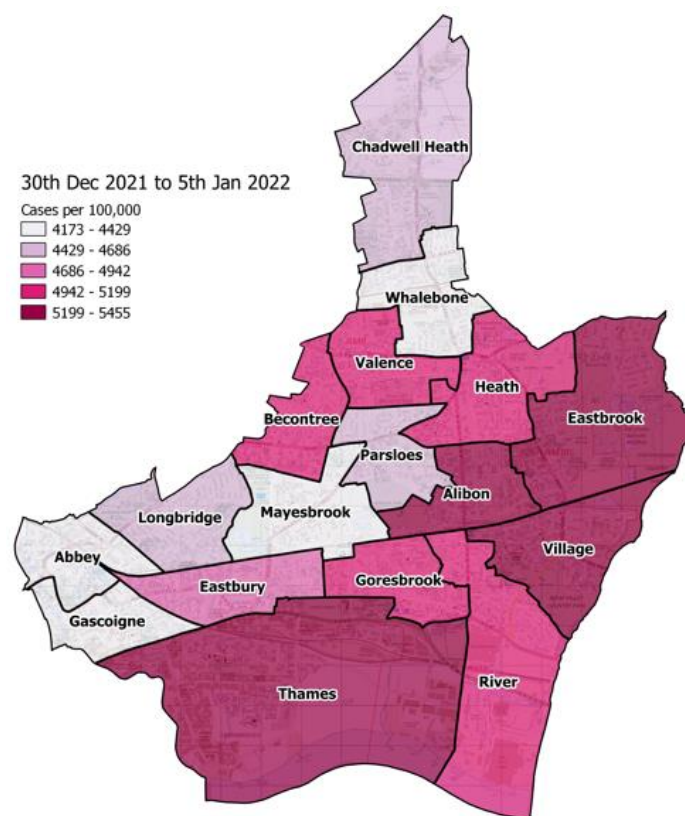 Chadwell Heath
30th Dec 2021 to 5th Jan 2022
Cases per 100,000
4173 - 4429
4429 - 4686
4686 - 4942
4942 - 5199
5199 - 5455
Whalebone
Valence
Heath
Becontree
Eastbrook
Parsloes
Alibon
Longbridge
Mayesbrook
Village
Abbey
Eastbury
Goresbrook
Gascoigne
Thames
River